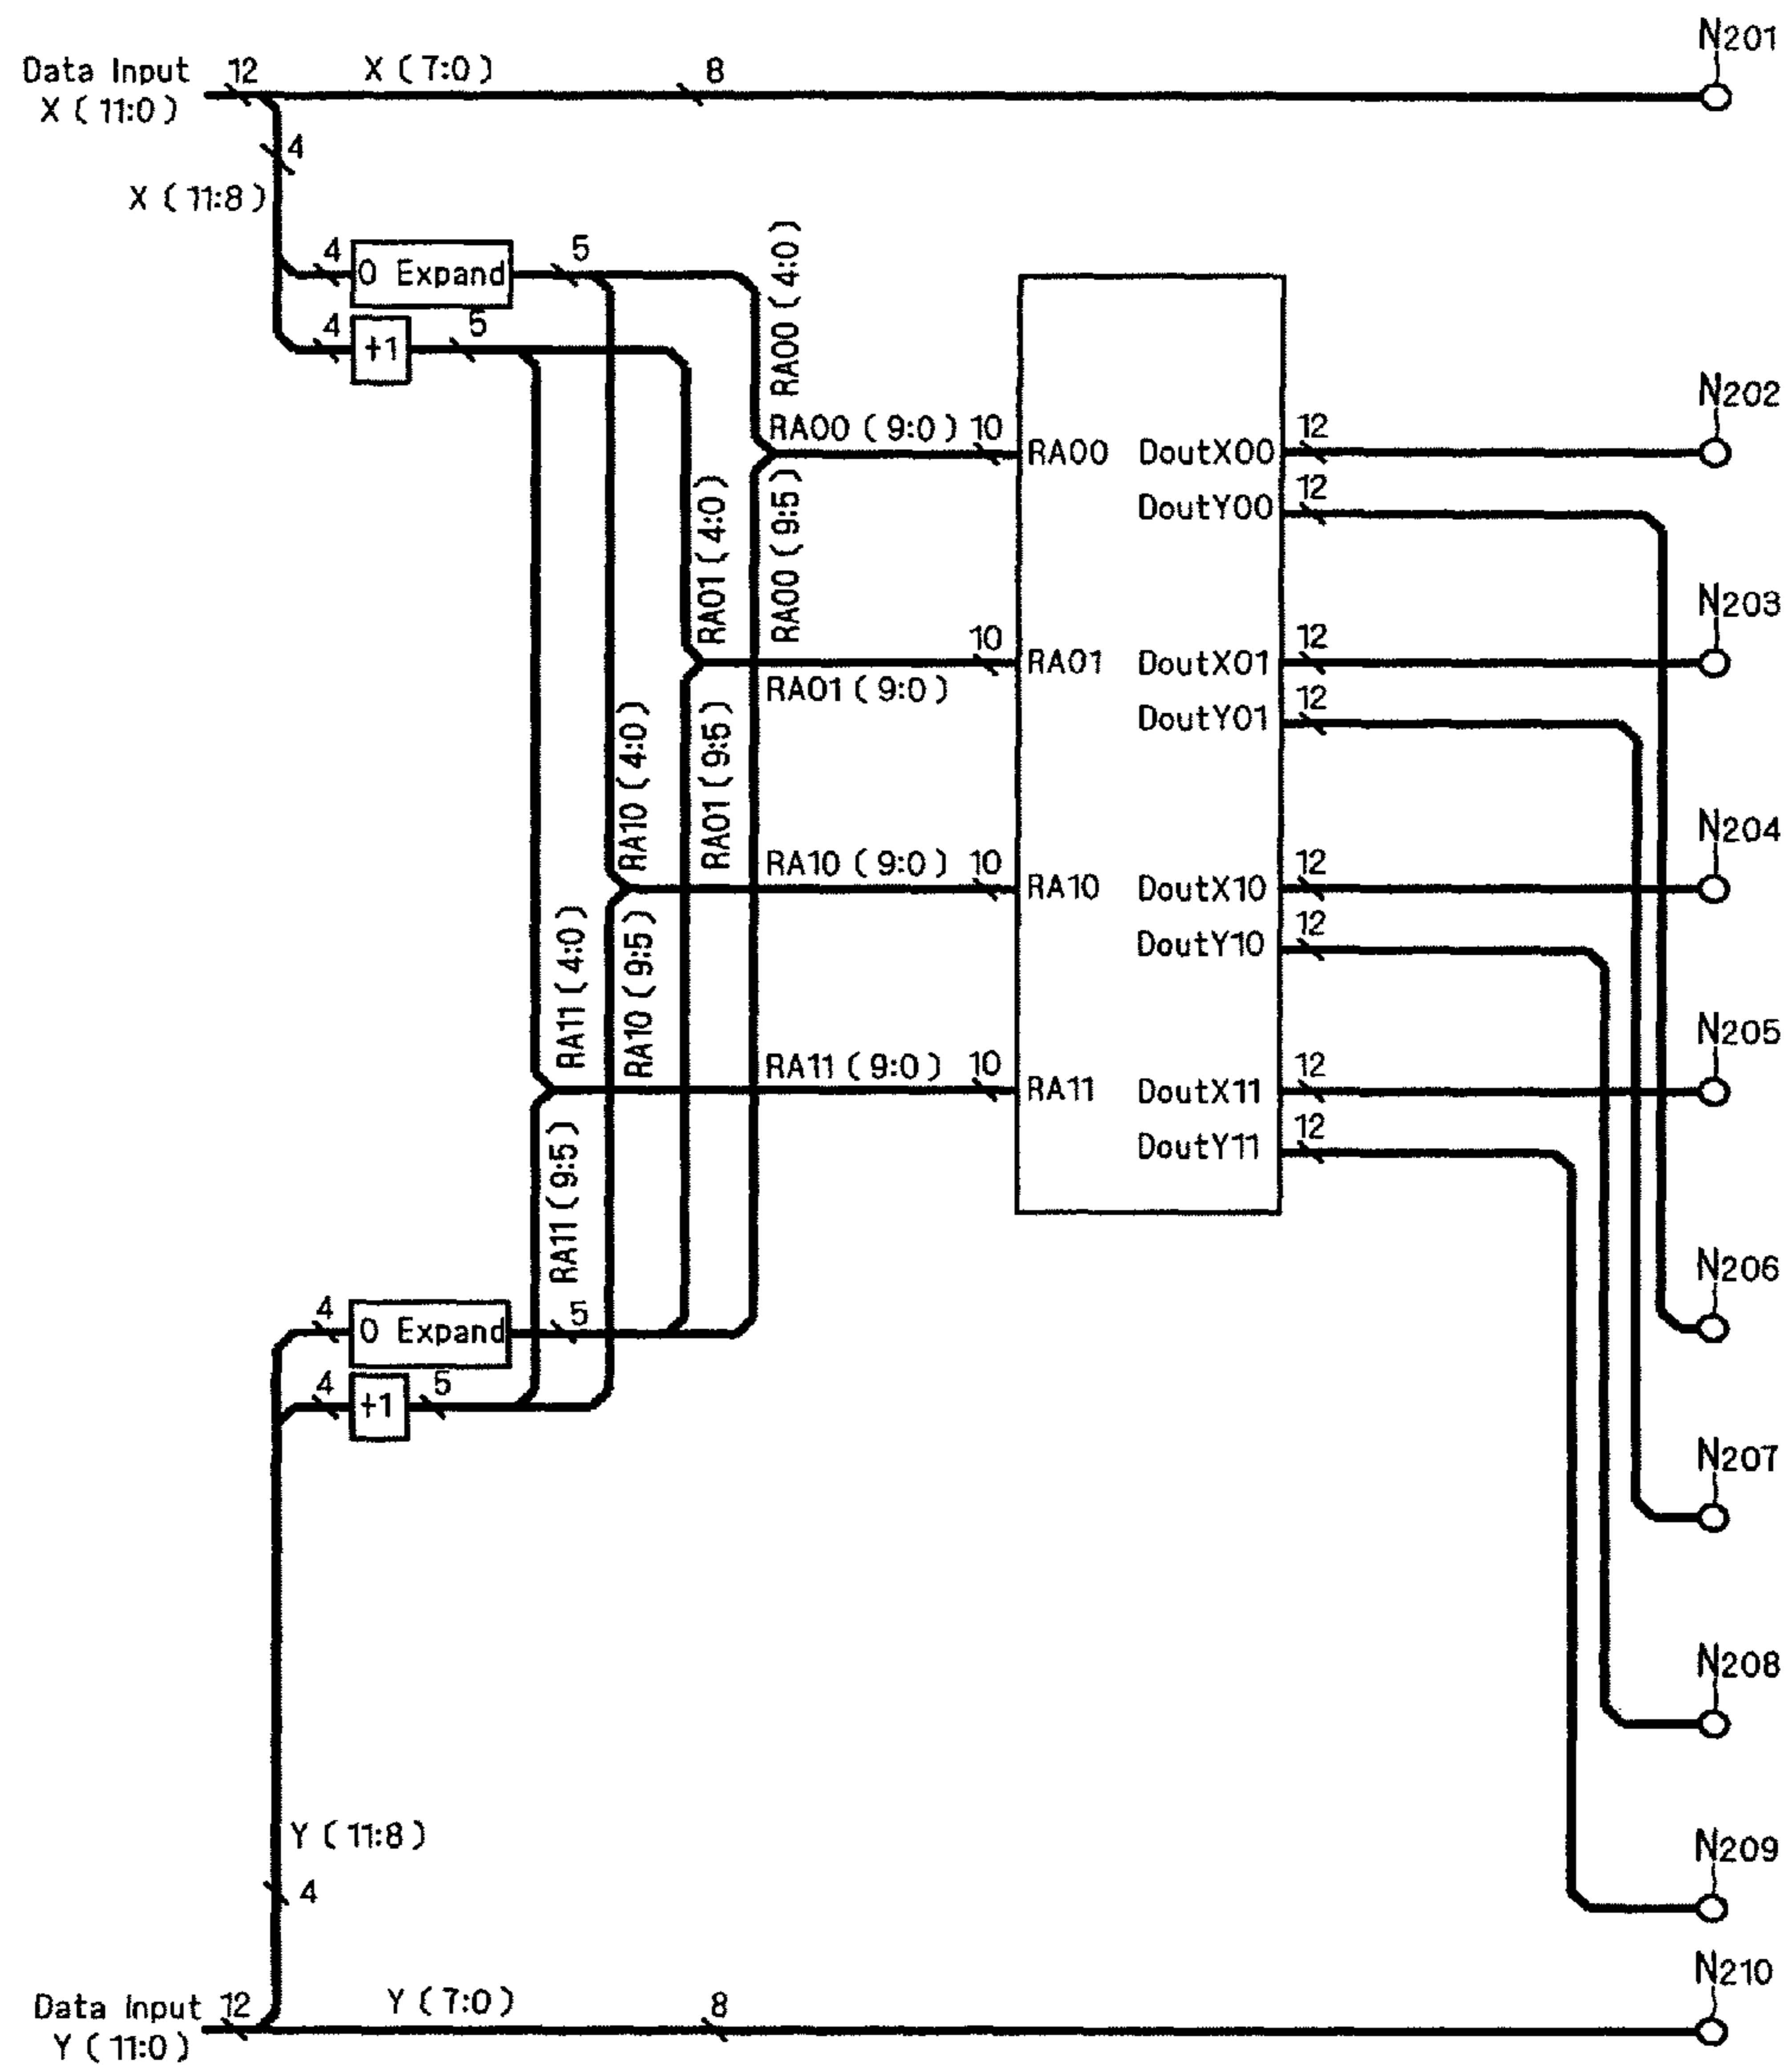 N201
Data Input 12 X ( 7:0 ) 8
X ( 11:0 )
4
X ( 11:8 )
4 0 Expand 5
4 +1 5
RA00 ( 4:0 )
N202
RA00 ( 9:0 ) 10 RA00 DoutX00 12
DoutY00 12
RA01 ( 4:0 )
RA00 ( 9:5 )
N203
10 RA01 DoutX01 12
RA01 ( 9:0 )
DoutY01 12
RA10 ( 4:0 )
RA01 ( 9:5 )
N204
RA10 ( 9:0 ) 10 RA10 DoutX10 12
DoutY10 12
RA11 ( 4:0 )
RA10 ( 9:5 )
N205
RA11 ( 9:0 ) 10 RA11 DoutX11 12
DoutY11 12
RA11 ( 9:5 )
N206
4 0 Expand 5
4 +1 5
N207
N208
Y ( 11:8 )
4
N209
N210
Data Input 12 Y ( 7:0 ) 8
Y ( 11:0 )